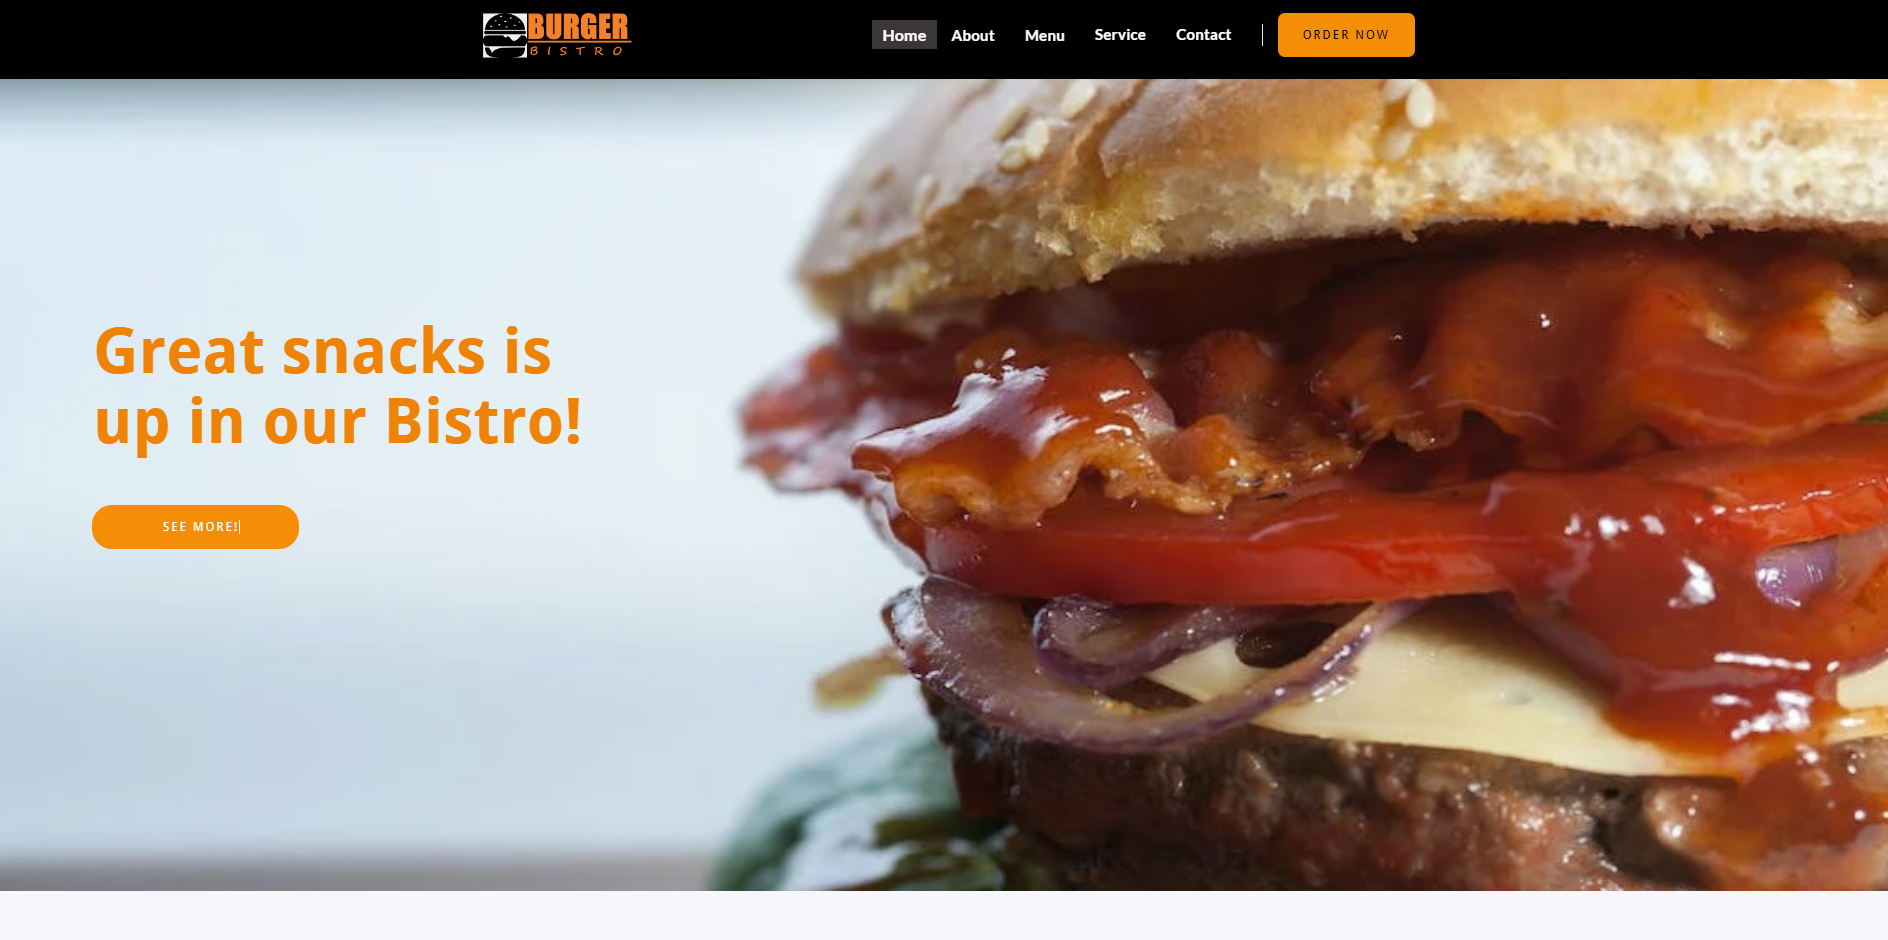 BURGER
BISTRO
Home About Menu Service Contact ORDER NOW
Great snacks is
up in our Bistro!
SEE MORE!